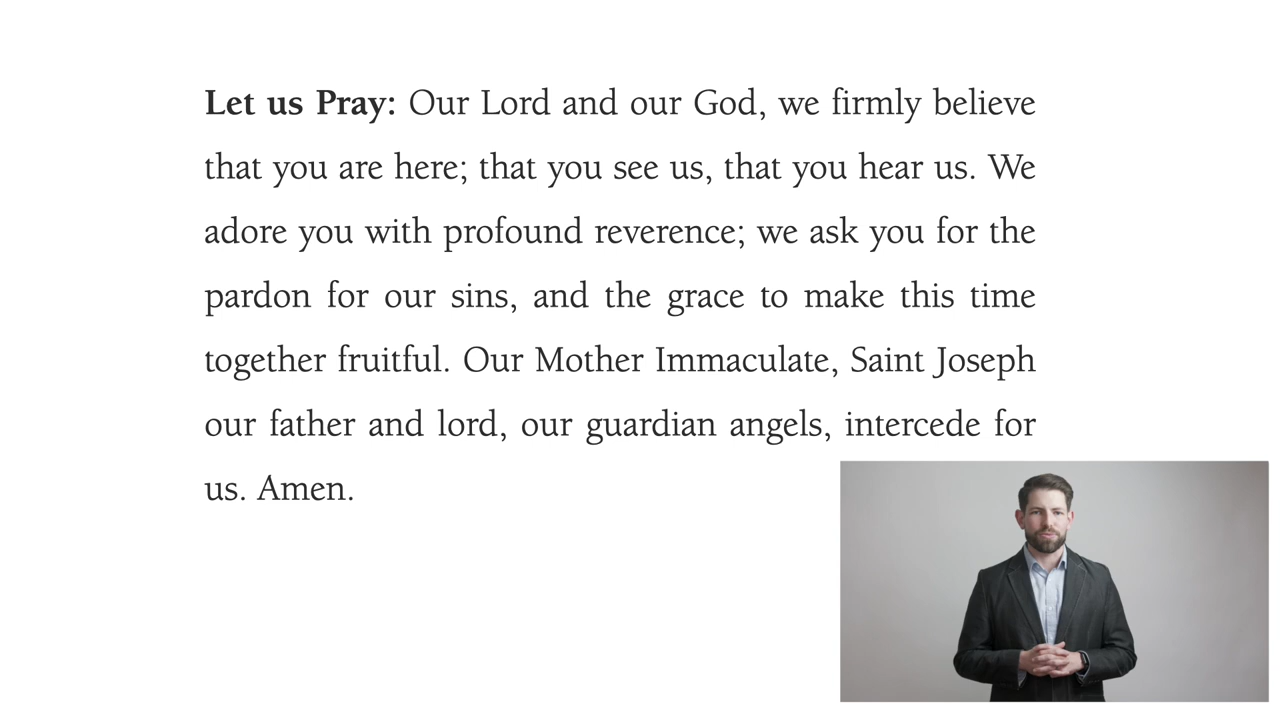 Let us Pray: Our Lord and our God, we firmly believe
that you are here; that you see us, that you hear us. We
adore you with profound reverence; we ask you for the
pardon for our sins, and the grace to make this time
together fruitful. Our Mother Immaculate, Saint Joseph
our father and lord, our guardian angels, intercede for
us. Amen.